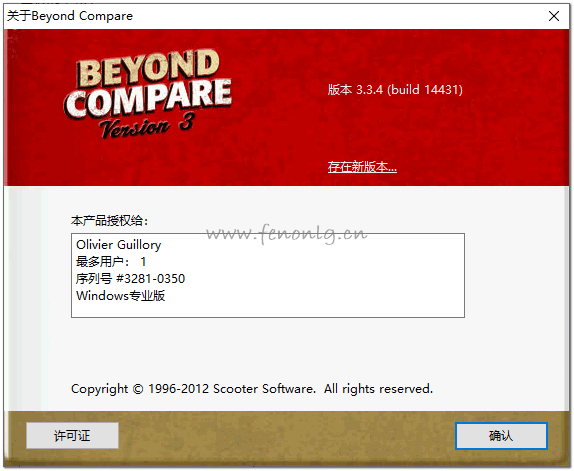 关于Beyond Compare
BEYOND
COMPARE
Version 3
版本 3.3.4 (build 14431)
存在新版本...
本产品授权给：
www.fenonlg.cn
Olivier Guillory
最多用户： 1
序列号 #3281-0350
Windows专业版
Copyright © 1996-2012 Scooter Software. All rights reserved.
许可证
确认